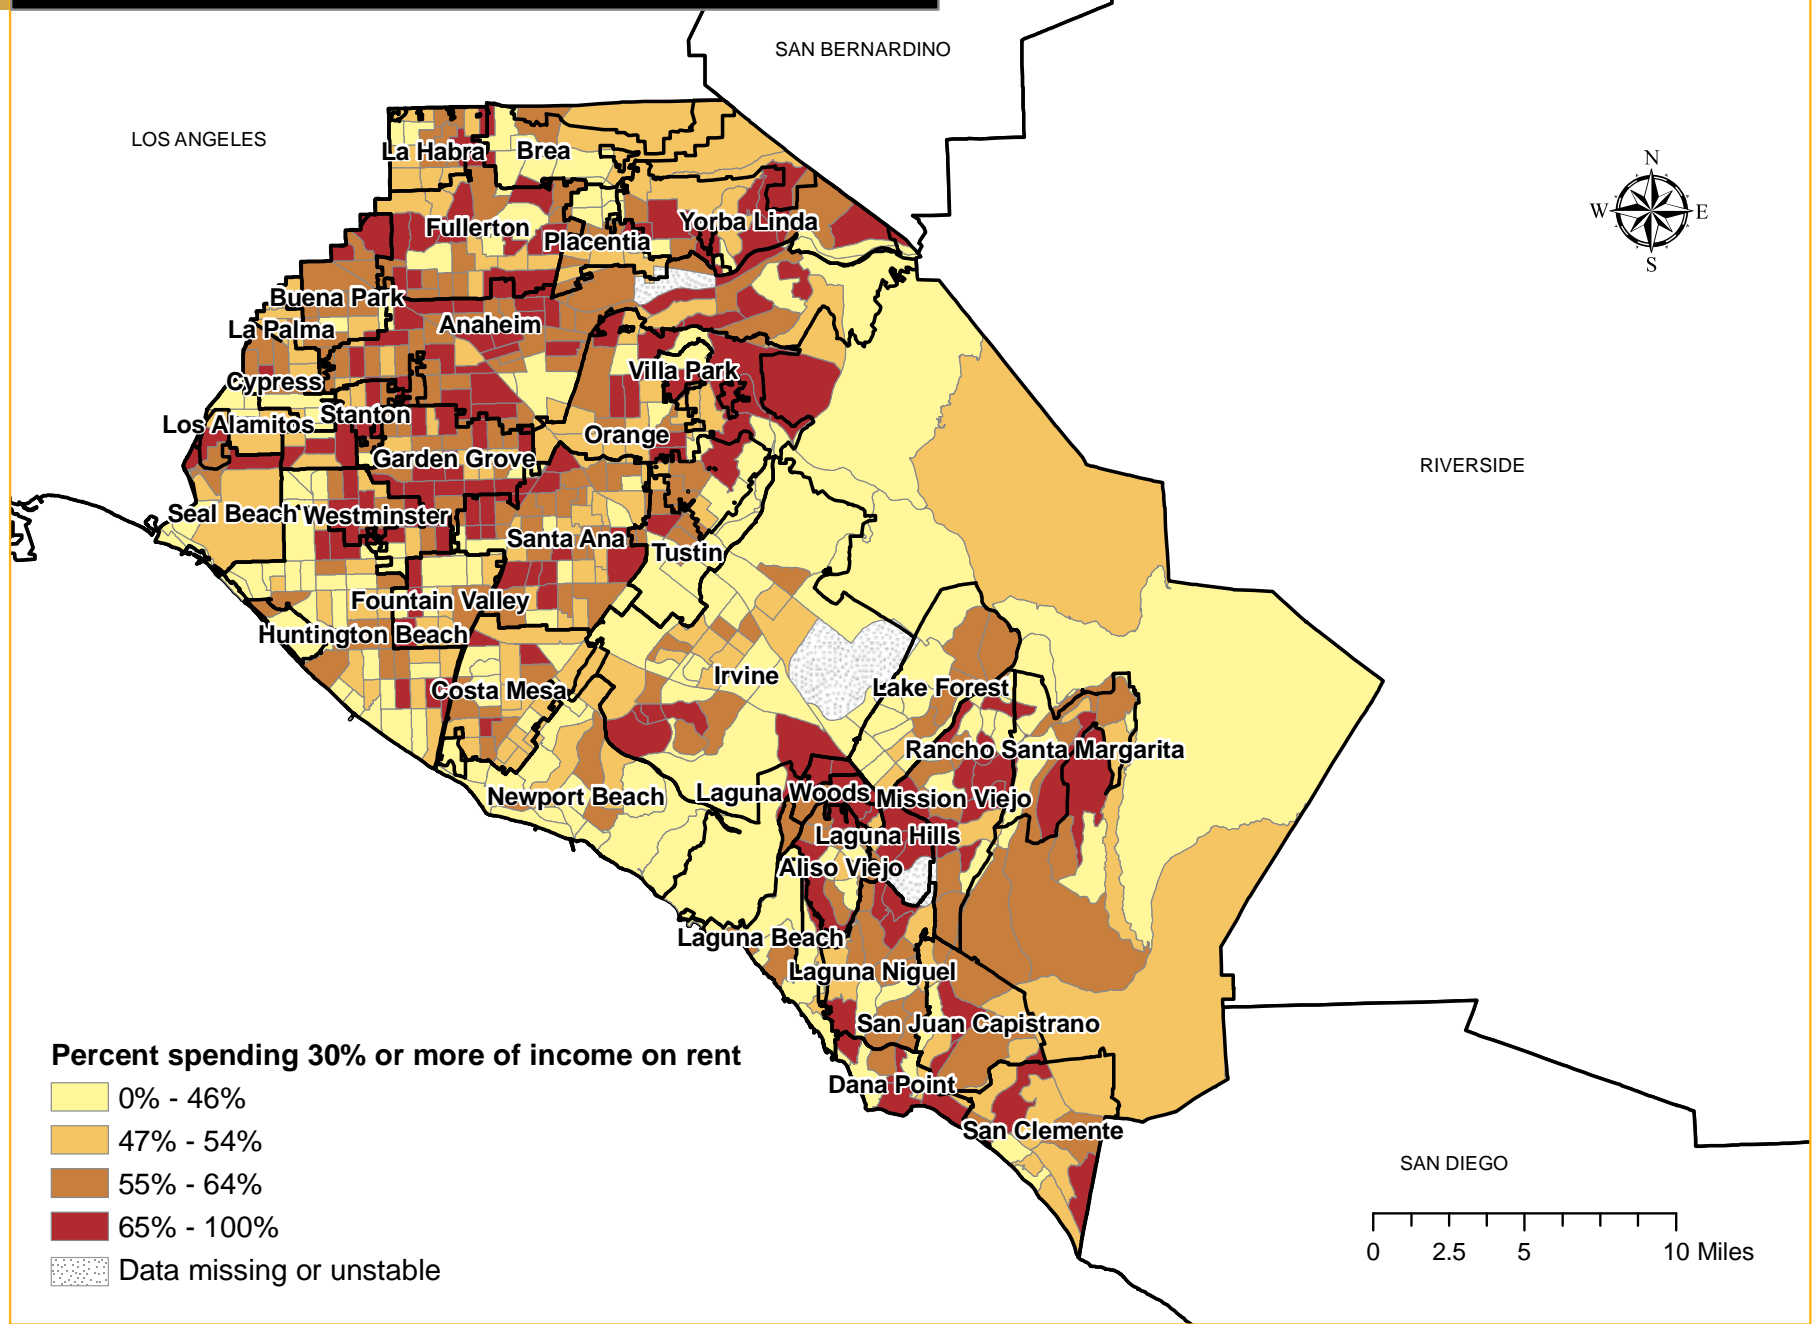 SAN BERNARDINO
LOS ANGELES
N
W E
S
La Habra
Brea
Fullerton
Yorba Linda
Placentia
Buena Park
La Palma
Anaheim
Villa Park
Cypress
Stanton
Los Alamitos
Orange
Garden Grove
RIVERSIDE
Seal Beach
Westminster
Santa Ana
Tustin
Fountain Valley
Huntington Beach
Irvine
Lake Forest
Costa Mesa
Rancho Santa Margarita
Newport Beach
Laguna Woods
Mission Viejo
Laguna Hills
Aliso Viejo
Laguna Beach
Laguna Niguel
San Juan Capistrano
Dana Point
San Clemente
SAN DIEGO
Percent spending 30% or more of income on rent
0% - 46%
47% - 54%
55% - 64%
65% - 100%
Data missing or unstable
0 2.5 5 10 Miles